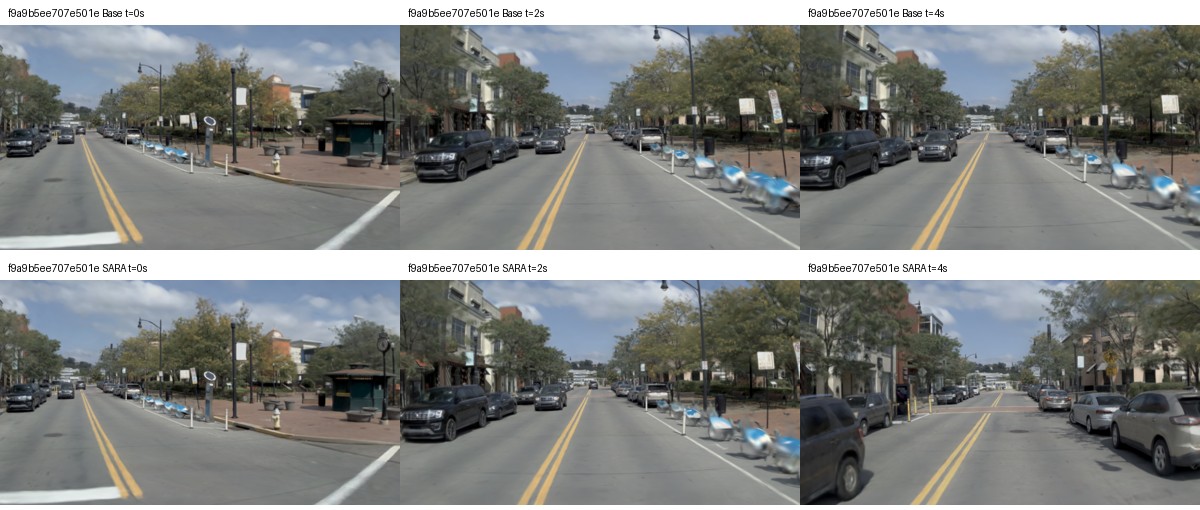 f9a9b5ee707e501e Base t=0s
f9a9b5ee707e501e Base t=2s
f9a9b5ee707e501e Base t=4s
f9a9b5ee707e501e SARA t=0s
f9a9b5ee707e501e SARA t=2s
f9a9b5ee707e501e SARA t=4s